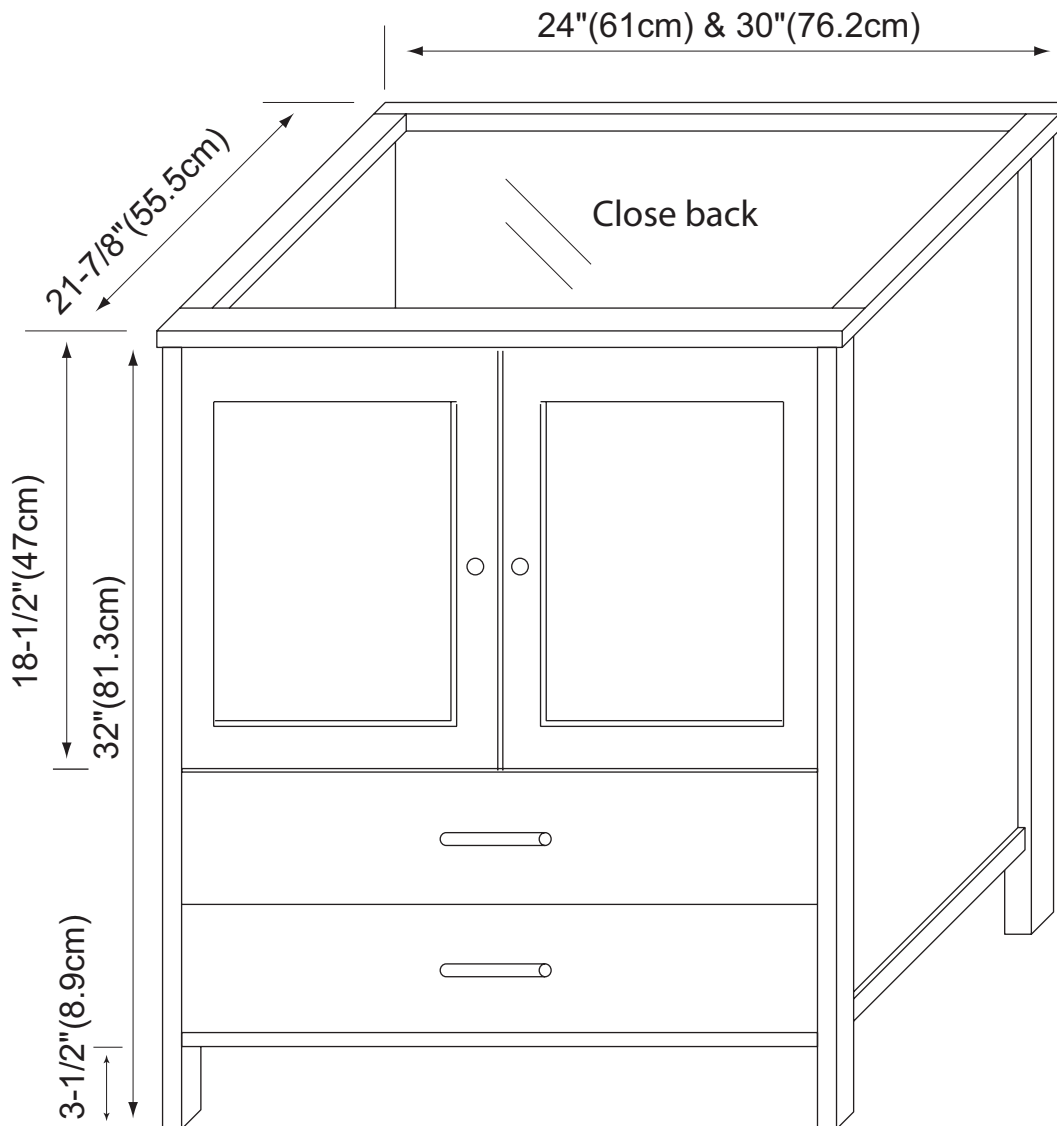 24"(61cm) & 30"(76.2cm)
21-7/8"(55.5cm)
Close back
18-1/2"(47cm)
32"(81.3cm)
3-1/2"(8.9cm)